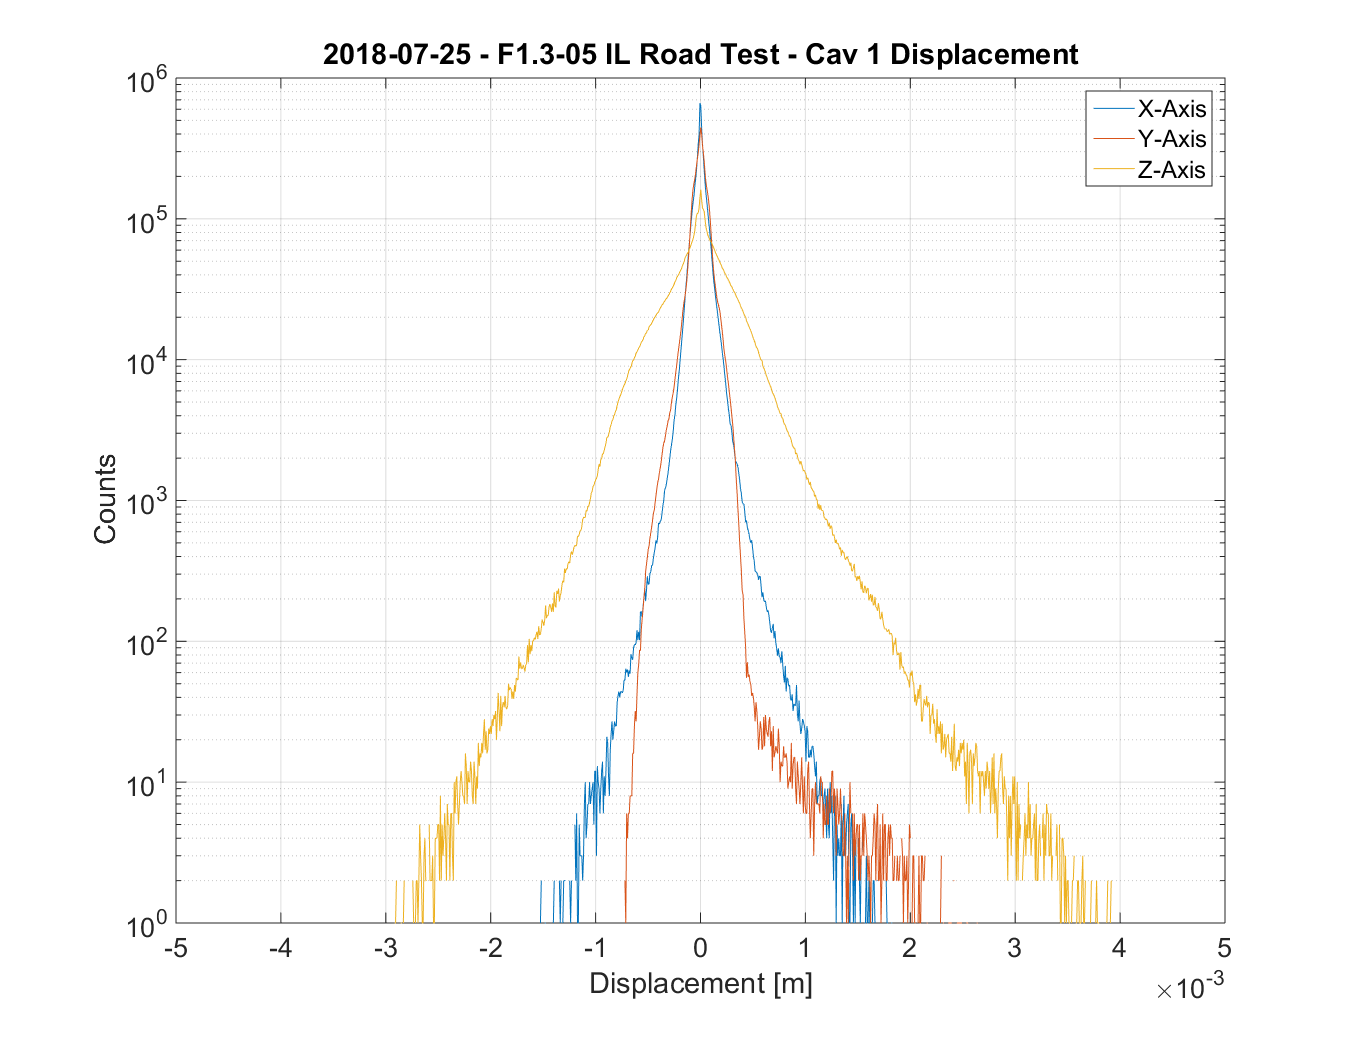 2018-07-25 - F1.3-05 IL Road Test - Cav 1 Displacement
X-Axis
Y-Axis
Z-Axis
10^6
10^5
10^4
10^3
10^2
10^1
10^0
Counts
-5 -4 -3 -2 -1 0 1 2 3 4 5
Displacement [m]
×10^-3